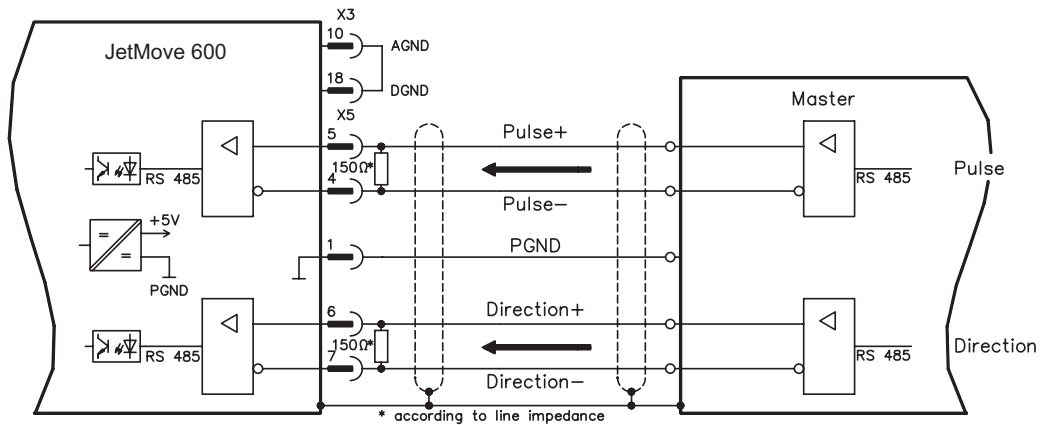 X3
10
AGND
JetMove 600
18
DGND
X5
Master
5
Pulse+
150Ω*
Pulse
RS 485
4
RS 485
Pulse–
+5V
=
=
1
PGND
PGND
6
Direction+
150Ω*
Direction
RS 485
7
RS 485
Direction–
* according to line impedance